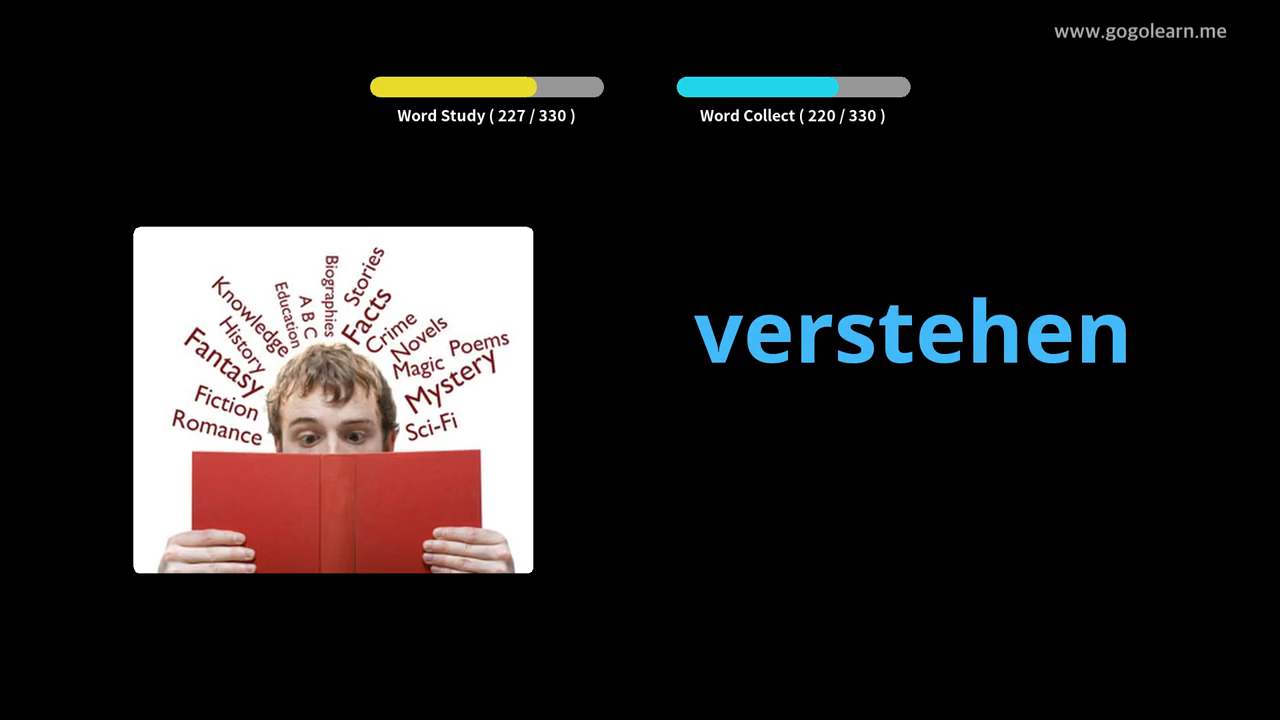 www.gogolearn.me
Word Study ( 227 / 330 )
Word Collect ( 220 / 330 )
verstehen
Romance
Fiction
Fantasy
History
Knowledge
Education
A B C
Biographies
Stories
Facts
Crime
Novels
Magic
Poems
Mystery
Sci-Fi